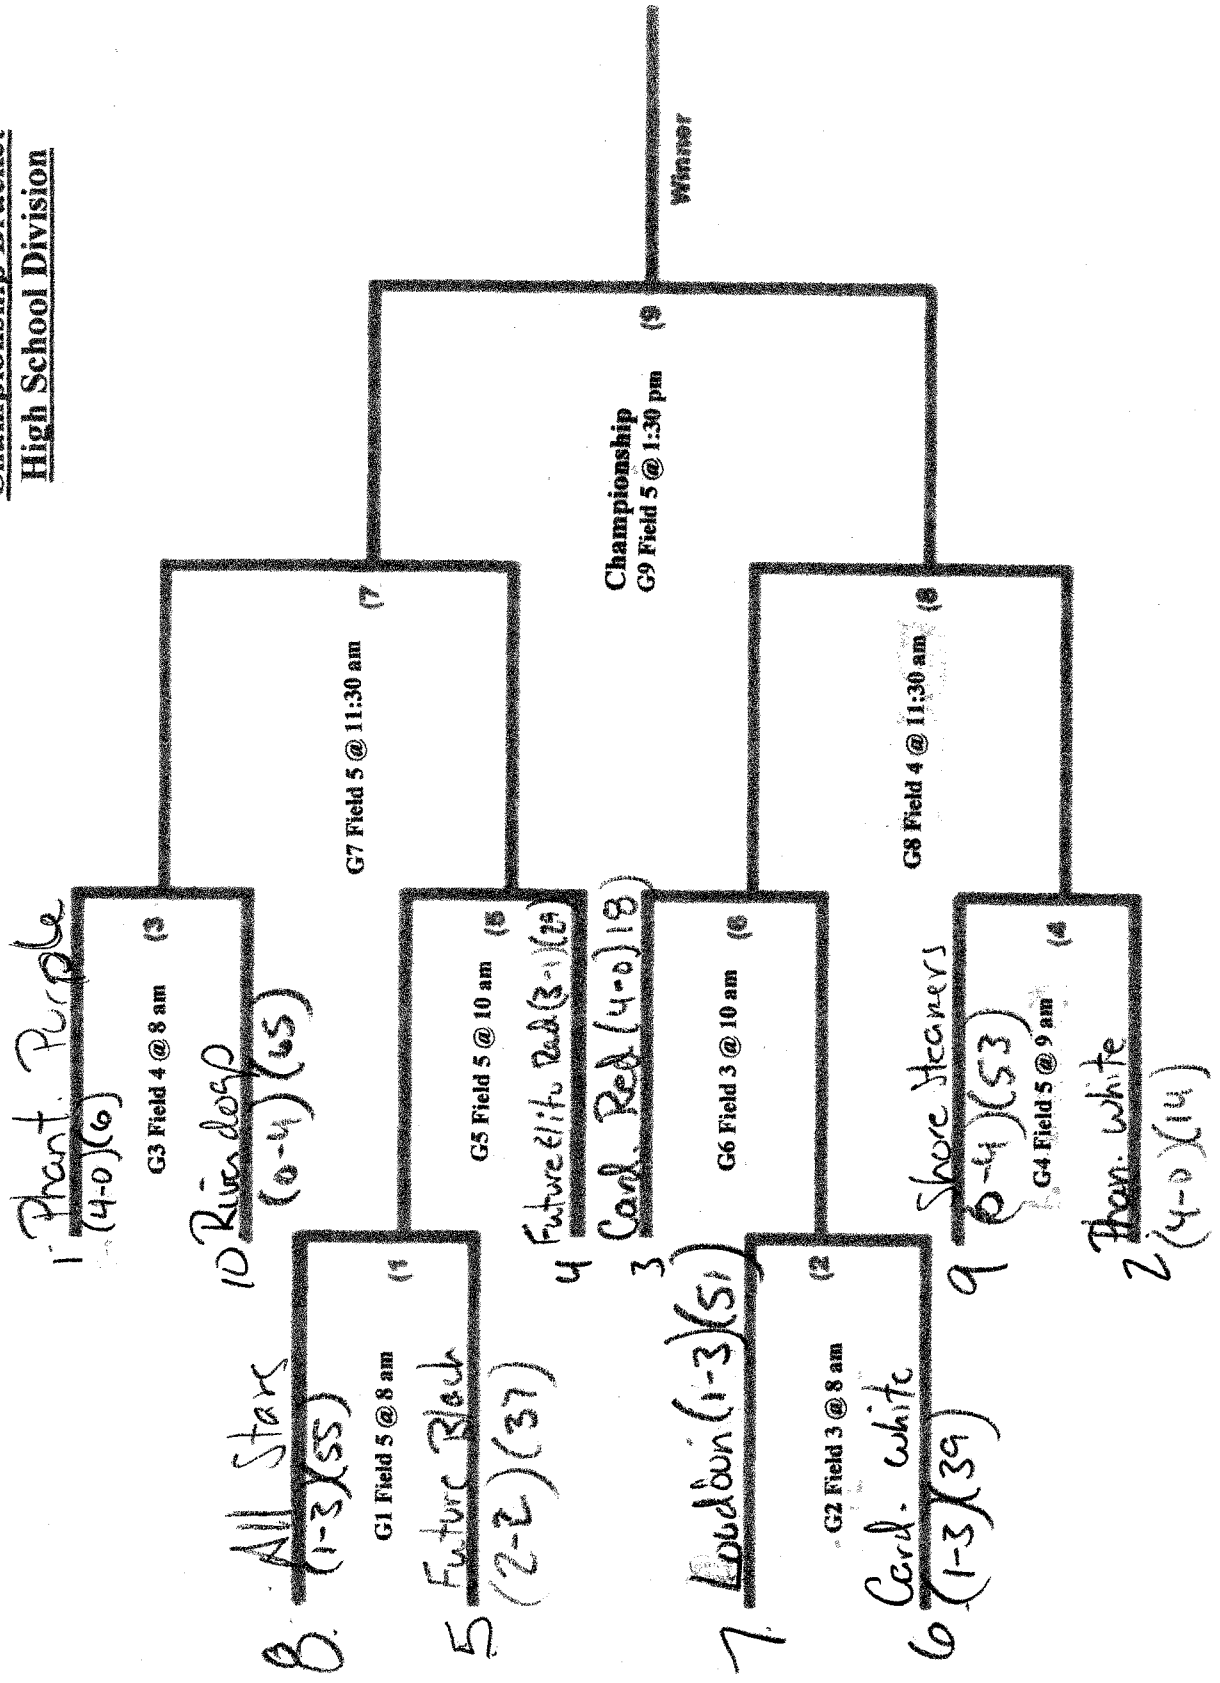 Championship Bracket
High School Division
1 Phant. Purple
(4-0)(6)
G3 Field 4 @ 8 am
(3
10 Riverdogs
(0-4)(65)
8 All Stars
(1-3)(55)
G1 Field 5 @ 8 am
(1
5 Future Black
(2-2)(37)
G5 Field 5 @ 10 am
(5
4 Future Elite Red (3-1)(29)
G7 Field 5 @ 11:30 am
(7
Championship
G9 Field 5 @ 1:30 pm
(9
Winner
3 Card. Red (4-0)18)
G6 Field 3 @ 10 am
(6
7 Loudoun (1-3)(51)
G2 Field 3 @ 8 am
(2
6 Card. white
(1-3)(39)
G8 Field 4 @ 11:30 am
(8
9 Shore Steamers
(0-4)(53)
G4 Field 5 @ 9 am
(4
2 Phan. white
(4-0)(14)